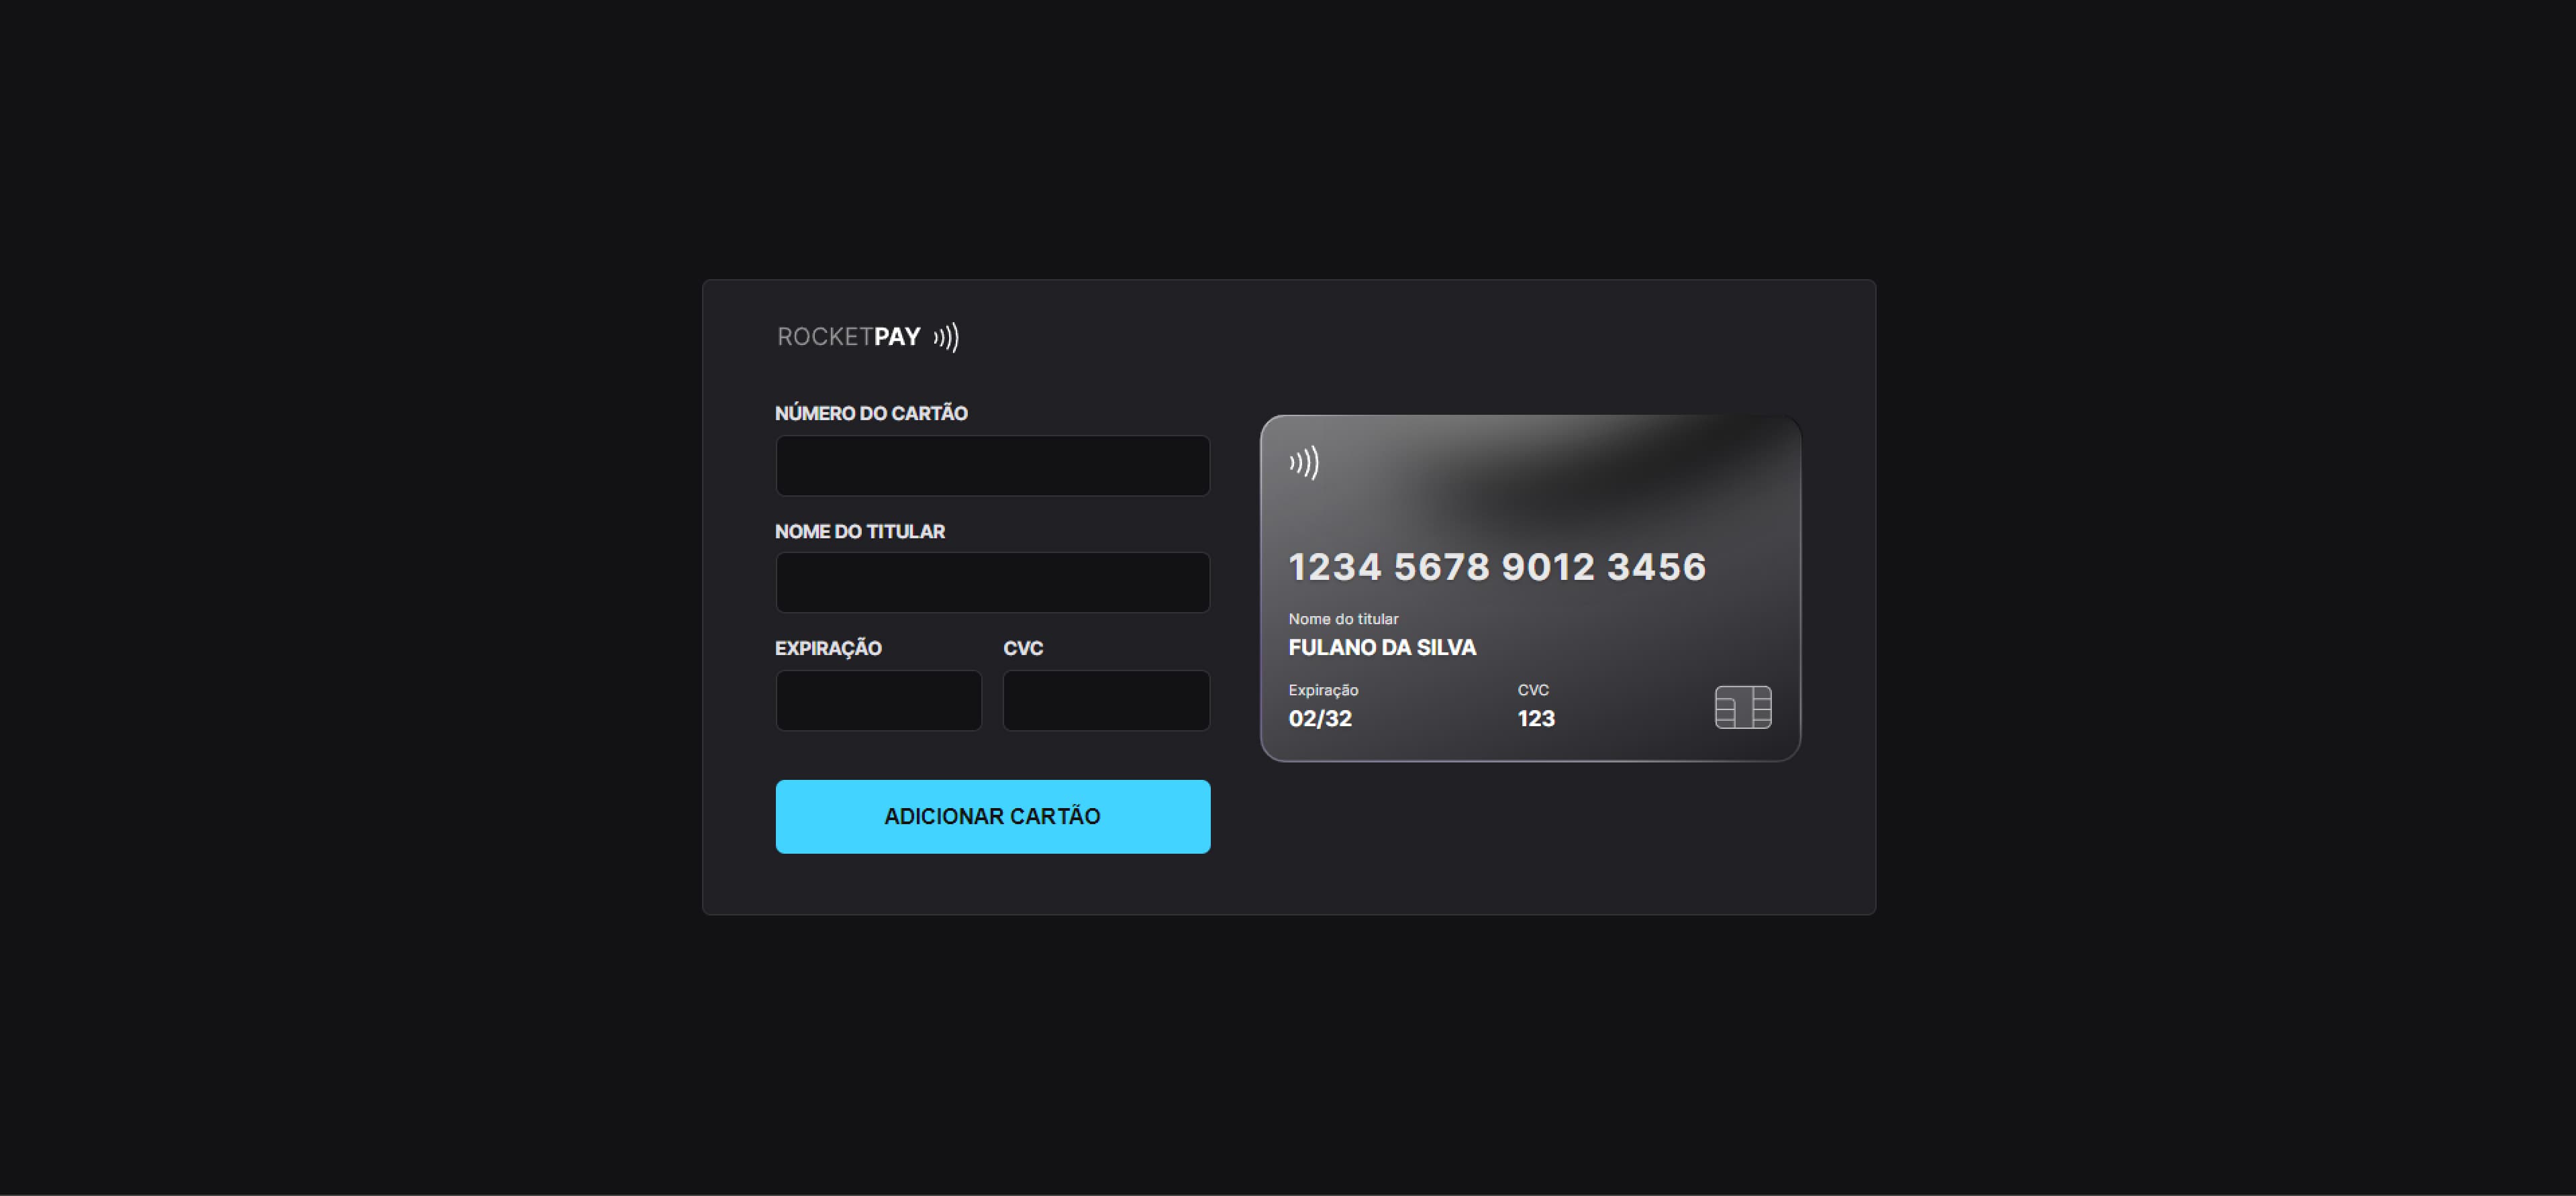 ROCKETPAY
NÚMERO DO CARTÃO
NOME DO TITULAR
EXPIRAÇÃO CVC
ADICIONAR CARTÃO
1234 5678 9012 3456
Nome do titular
FULANO DA SILVA
Expiração CVC
02/32 123